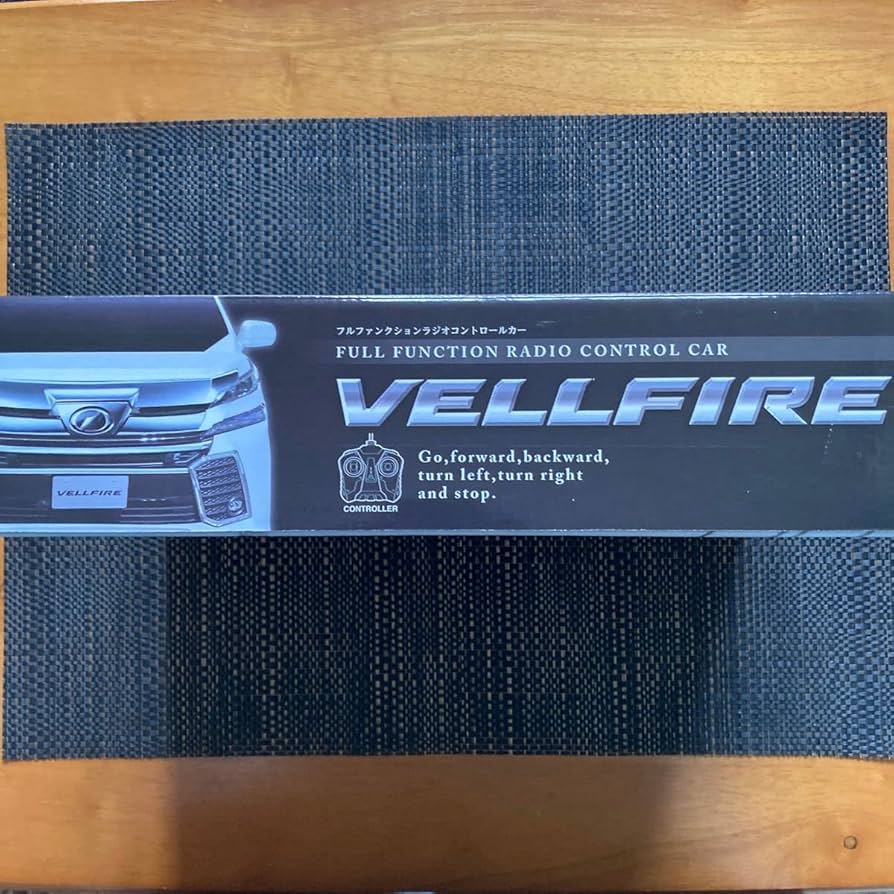 フルファンクションラジオコントロールカー
FULL FUNCTION RADIO CONTROL CAR
VELLFIRE
Go,forward,backward,
turn left,turn right
and stop.
CONTROLLER
VELLFIRE